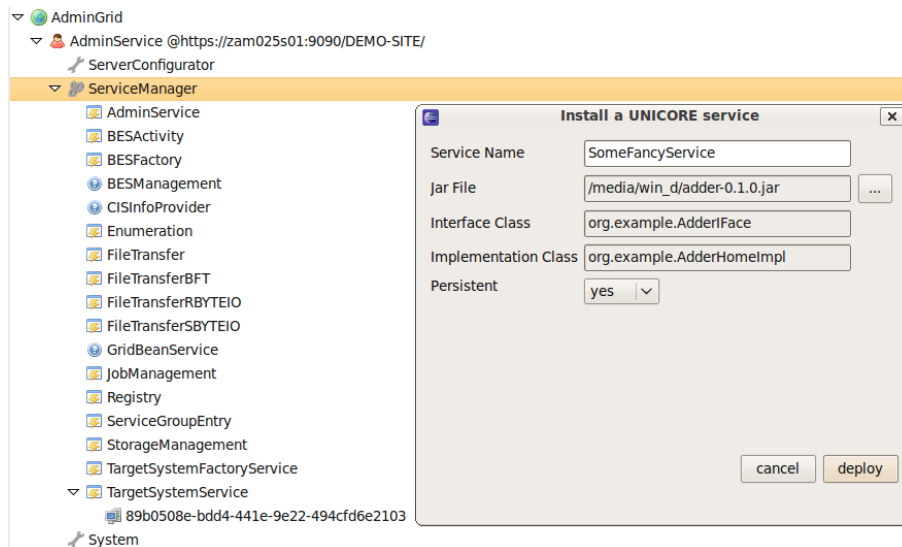 AdminGrid
AdminService @https://zam025s01:9090/DEMO-SITE/
ServerConfigurator
ServiceManager
AdminService
BESActivity
BESFactory
BESManagement
CISInfoProvider
Enumeration
FileTransfer
FileTransferBFT
FileTransferRBYTEIO
FileTransferSBYTEIO
GridBeanService
JobManagement
Registry
ServiceGroupEntry
StorageManagement
TargetSystemFactoryService
TargetSystemService
89b0508e-bdd4-441e-9e22-494cfd6e2103
System
Install a UNICORE service
Service Name SomeFancyService
Jar File /media/win_d/adder-0.1.0.jar ...
Interface Class org.example.AdderIFace
Implementation Class org.example.AdderHomeImpl
Persistent yes
cancel deploy